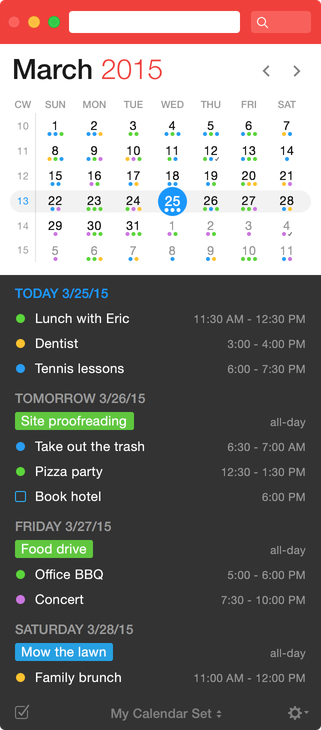 March 2015
CW SUN MON TUE WED THU FRI SAT
10 1 2 3 4 5 6 7
11 8 9 10 11 12 13 14
12 15 16 17 18 19 20 21
13 22 23 24 25 26 27 28
14 29 30 31 1 2 3 4
15 5 6 7 8 9 10 11
TODAY 3/25/15
Lunch with Eric 11:30 AM - 12:30 PM
Dentist 3:00 - 4:00 PM
Tennis lessons 6:00 - 7:30 PM
TOMORROW 3/26/15
Site proofreading all-day
Take out the trash 6:30 - 7:00 AM
Pizza party 12:30 - 1:30 PM
Book hotel 6:00 PM
FRIDAY 3/27/15
Food drive all-day
Office BBQ 5:00 - 6:00 PM
Concert 7:30 - 10:00 PM
SATURDAY 3/28/15
Mow the lawn all-day
Family brunch 11:00 AM - 12:00 PM
My Calendar Set